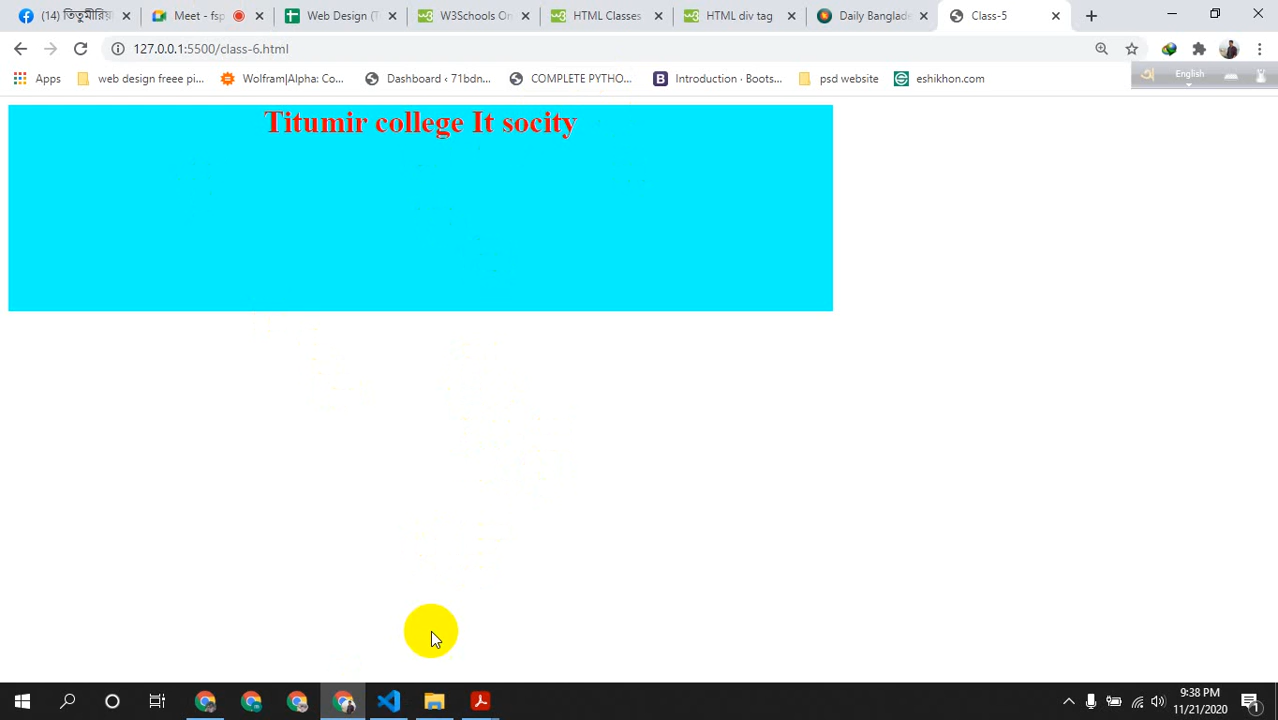 (14) তিতুমীরিয়
Meet - fsp
Web Design (T
W3Schools On
HTML Classes
HTML div tag
Daily Banglade
Class-5
127.0.0.1:5500/class-6.html
Apps
web design freee pi...
Wolfram|Alpha: Co...
Dashboard ‹ 71bdn...
COMPLETE PYTHO...
B
Introduction · Boots...
psd website
eshikhon.com
English
Titumir college It socity
9:38 PM
11/21/2020